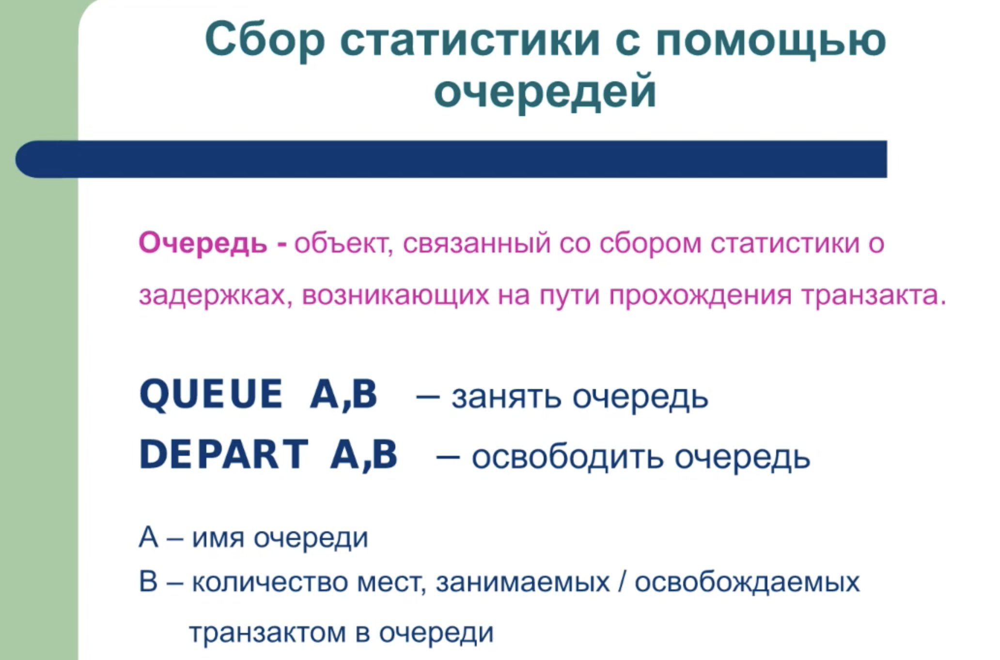 Сбор статистики с помощью
очередей
Очередь - объект, связанный со сбором статистики о
задержках, возникающих на пути прохождения транзакта.
QUEUE A,B – занять очередь
DEPART A,B – освободить очередь
A – имя очереди
B – количество мест, занимаемых / освобождаемых
транзактом в очереди